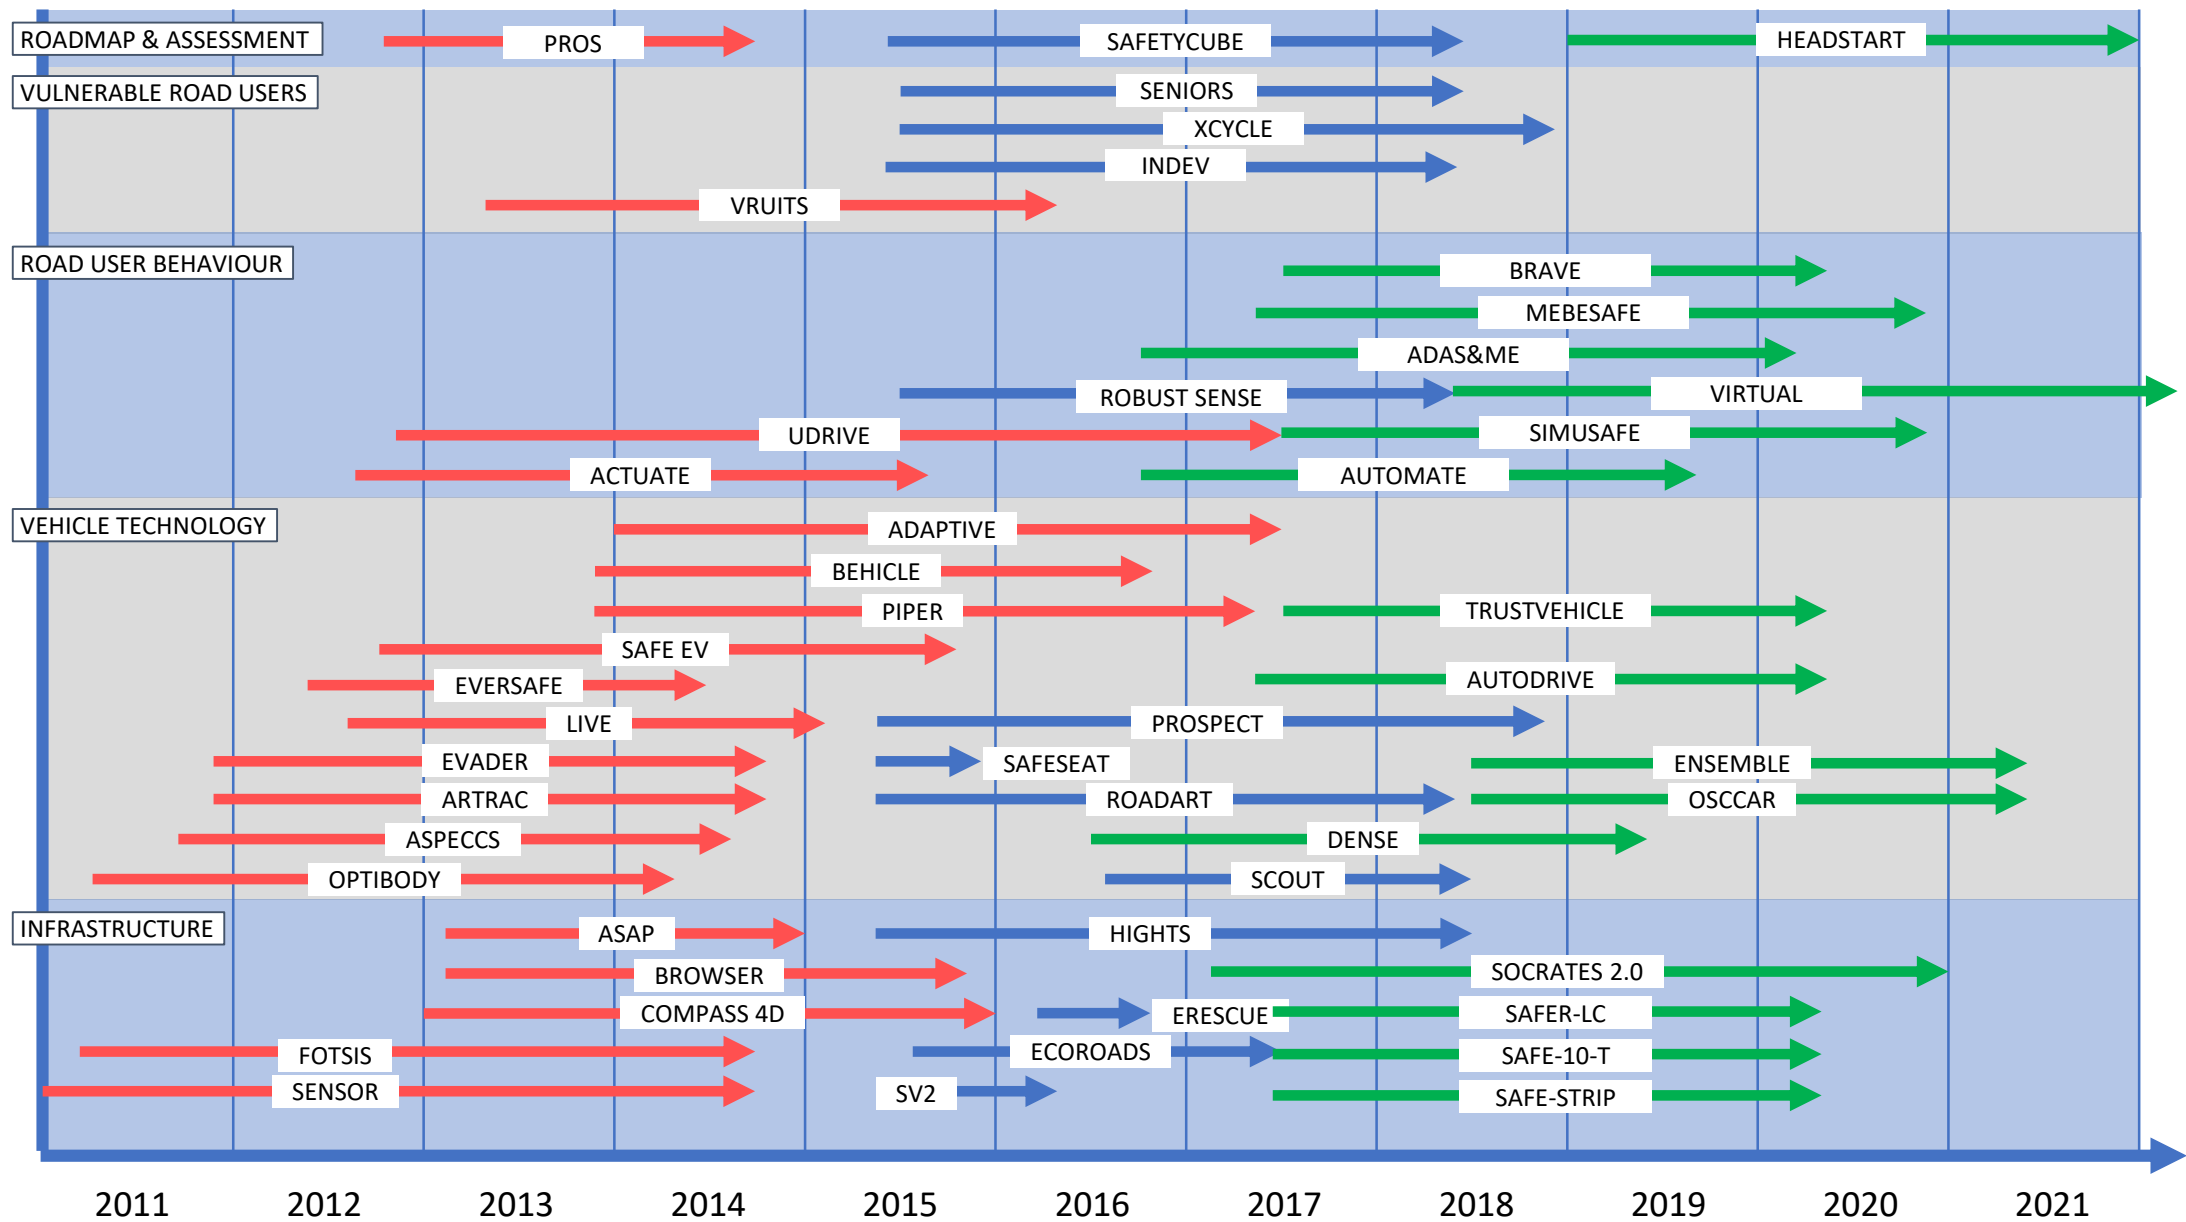 ROADMAP & ASSESSMENT
PROS
SAFETYCUBE
HEADSTART
VULNERABLE ROAD USERS
SENIORS
XCYCLE
INDEV
VRUITS
ROAD USER BEHAVIOUR
BRAVE
MEBESAFE
ADAS&ME
ROBUST SENSE
VIRTUAL
UDRIVE
SIMUSAFE
ACTUATE
AUTOMATE
VEHICLE TECHNOLOGY
ADAPTIVE
BEHICLE
PIPER
TRUSTVEHICLE
SAFE EV
EVERSAFE
AUTODRIVE
LIVE
PROSPECT
EVADER
SAFESEAT
ENSEMBLE
ARTRAC
ROADART
OSCCAR
ASPECCS
DENSE
OPTIBODY
SCOUT
INFRASTRUCTURE
ASAP
HIGHTS
BROWSER
SOCRATES 2.0
COMPASS 4D
ERESCUE
SAFER-LC
FOTSIS
ECOROADS
SAFE-10-T
SENSOR
SV2
SAFE-STRIP
2011 2012 2013 2014 2015 2016 2017 2018 2019 2020 2021